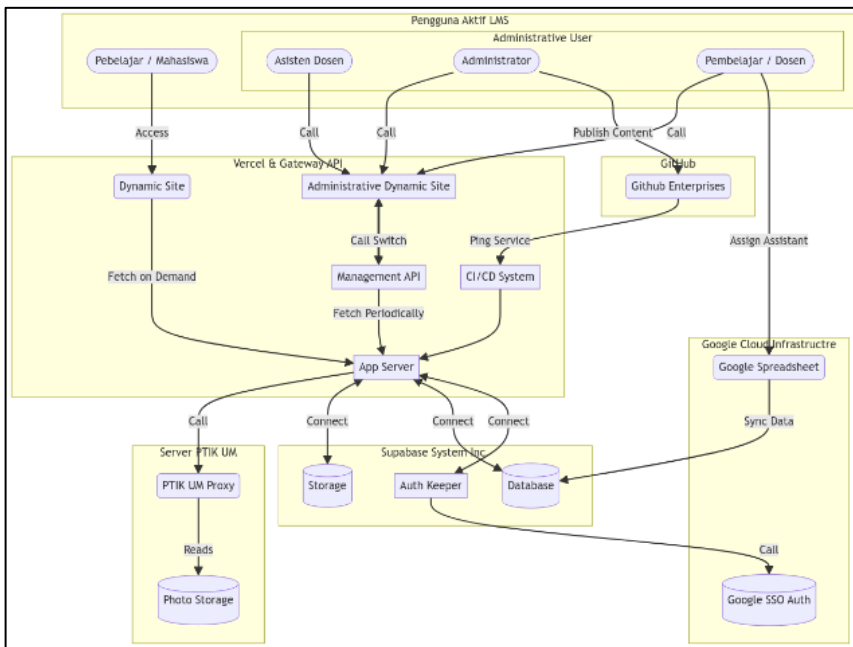 Pengguna Aktif LMS
Administrative User
Pebelajar / Mahasiswa
Asisten Dosen
Administrator
Pembelajar / Dosen
Access
Call
Call
Publish Content
Call
Vercel & Gateway API
GitHub
Dynamic Site
Administrative Dynamic Site
Github Enterprises
Call Switch
Ping Service
Assign Assistant
Fetch on Demand
Management API
CI/CD System
Fetch Periodically
Google Cloud Infrastructre
App Server
Google Spreadsheet
Call
Connect
Connect
Connect
Sync Data
Server PTIK UM
Supabase System Inc
PTIK UM Proxy
Storage
Auth Keeper
Database
Reads
Call
Photo Storage
Google SSO Auth